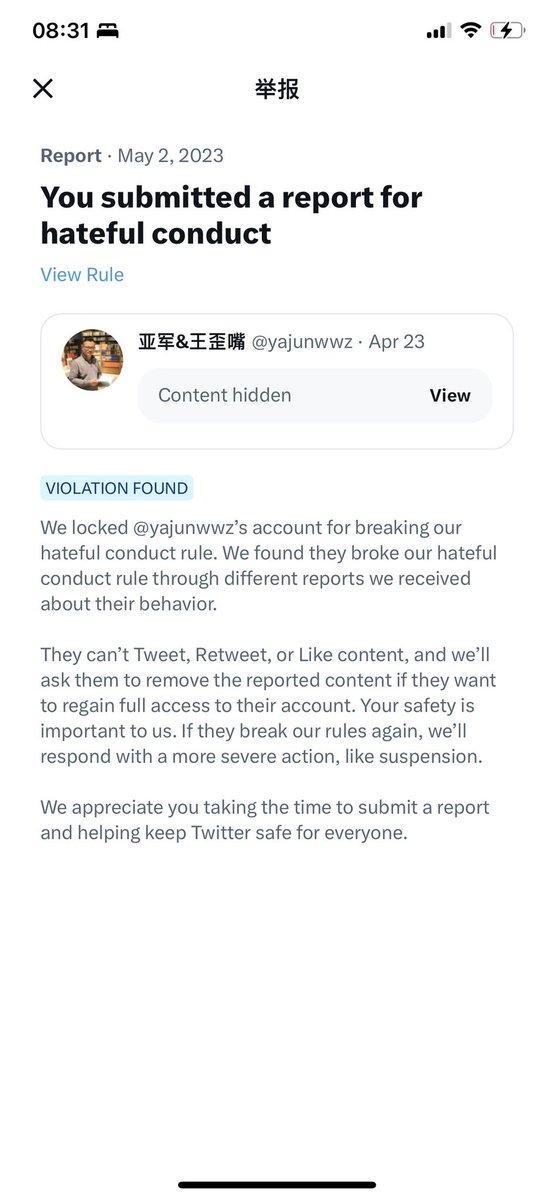 08:31
举报
Report · May 2, 2023
You submitted a report for
hateful conduct
View Rule
亚军&王歪嘴 @yajunwwz · Apr 23
Content hidden View
VIOLATION FOUND
We locked @yajunwwz’s account for breaking our
hateful conduct rule. We found they broke our hateful
conduct rule through different reports we received
about their behavior.
They can’t Tweet, Retweet, or Like content, and we’ll
ask them to remove the reported content if they want
to regain full access to their account. Your safety is
important to us. If they break our rules again, we’ll
respond with a more severe action, like suspension.
We appreciate you taking the time to submit a report
and helping keep Twitter safe for everyone.